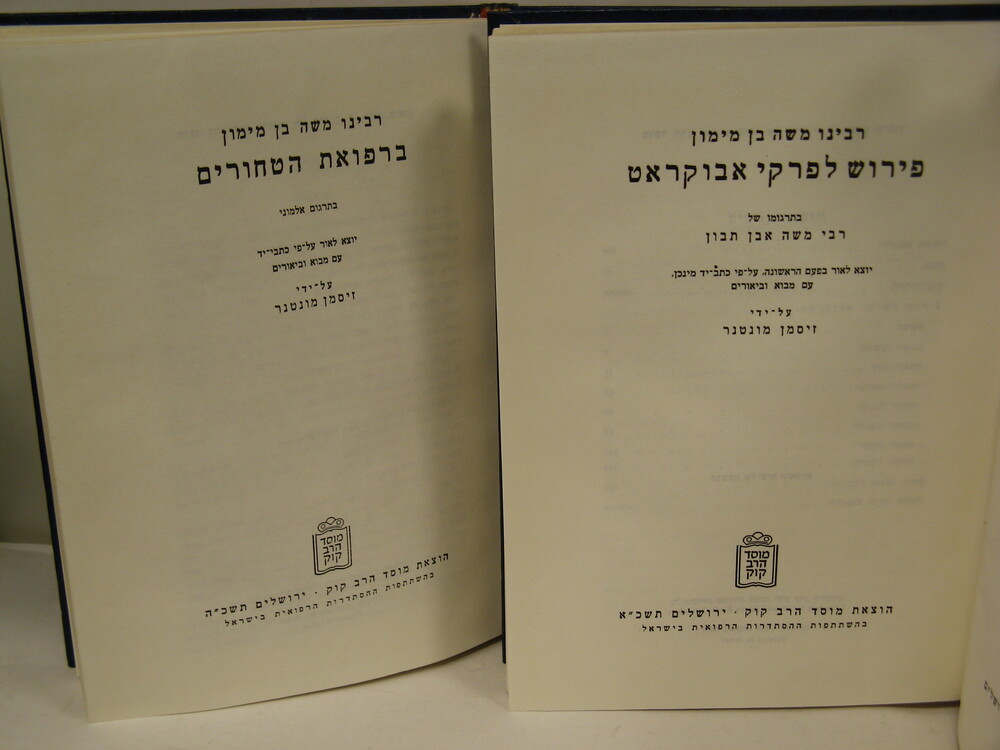 רבינו משה בן מימון
פירוש לפרקי אבוקראט
בתרגומו של
רבי משה אבן תבון
יוצא לאור בפעם הראשונה, על־פי כתב־יד מינכן,
עם מבוא וביאורים
על־ידי
זיסמן מונטנר
מוסד
הרב
קוק
הוצאת מוסד הרב קוק · ירושלים תשכ״א
בהשתתפות ההסתדרות הרפואית בישראל
רבינו משה בן מימון
ברפואת הטחורים
בתרגום אלמוני
יוצא לאור על־פי כתבי־יד
עם מבוא וביאורים
על־ידי
זיסמן מונטנר
מוסד
הרב
קוק
הוצאת מוסד הרב קוק · ירושלים תשכ״ה
בהשתתפות ההסתדרות הרפואית בישראל